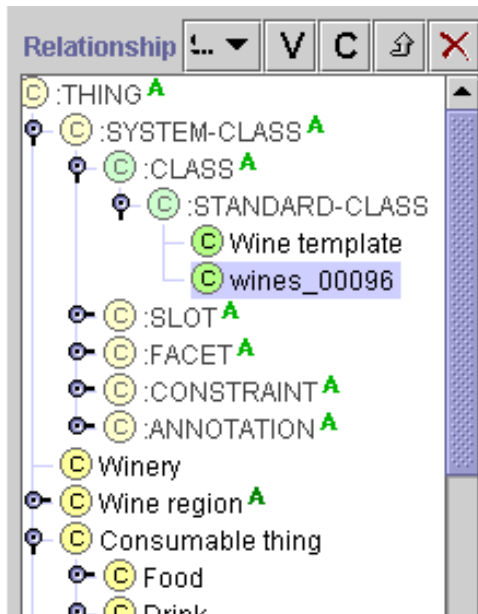 Relationship V C
C :THING A
C :SYSTEM-CLASS A
C :CLASS A
C :STANDARD-CLASS
C Wine template
C wines_00096
C :SLOT A
C :FACET A
C :CONSTRAINT A
C :ANNOTATION A
C Winery
C Wine region A
C Consumable thing
C Food
C Drink